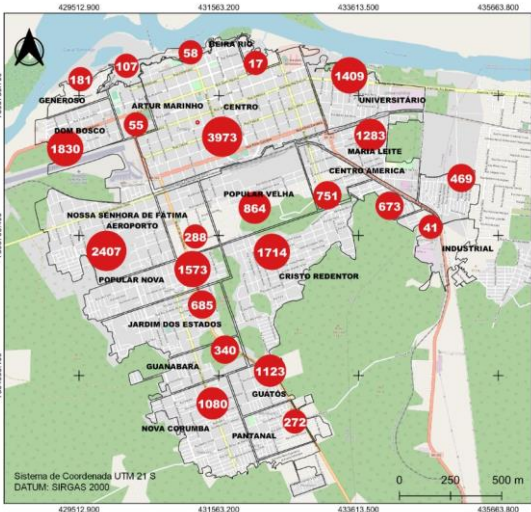 429512.900 431563.200 433613.500 435663.800
BEIRA RIO
58
17
107
181
1409
GENEROSO
ARTUR MARINHO
CENTRO
UNIVERSITÁRIO
DOM BOSCO
55
1830
3973
1283
MARIA LEITE
CENTRO AMERICA
469
POPULAR VELHA
751
673
864
NOSSA SENHORA DE FÁTIMA
AEROPORTO
41
288
INDUSTRIAL
2407
1714
1573
POPULAR NOVA
CRISTO REDENTOR
685
JARDIM DOS ESTADOS
340
GUANABARA
1123
GUATÓS
1080
272
NOVA CORUMBA
PANTANAL
Sistema de Coordenada UTM 21 S
DATUM: SIRGAS 2000
0 250 500 m
429512.900 431563.200 433613.500 435663.800